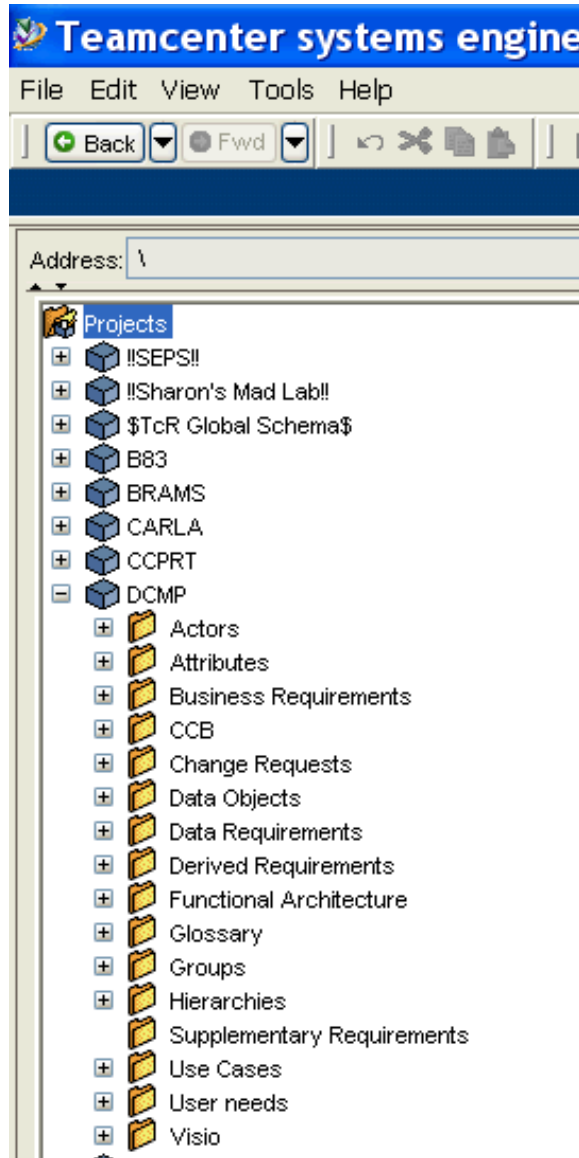 Teamcenter systems engine
File Edit View Tools Help
Back Fwd
Address: \
Projects
!!SEPS!!
!!Sharon's Mad Lab!!
$TcR Global Schema$
B83
BRAMS
CARLA
CCPRT
DCMP
Actors
Attributes
Business Requirements
CCB
Change Requests
Data Objects
Data Requirements
Derived Requirements
Functional Architecture
Glossary
Groups
Hierarchies
Supplementary Requirements
Use Cases
User needs
Visio